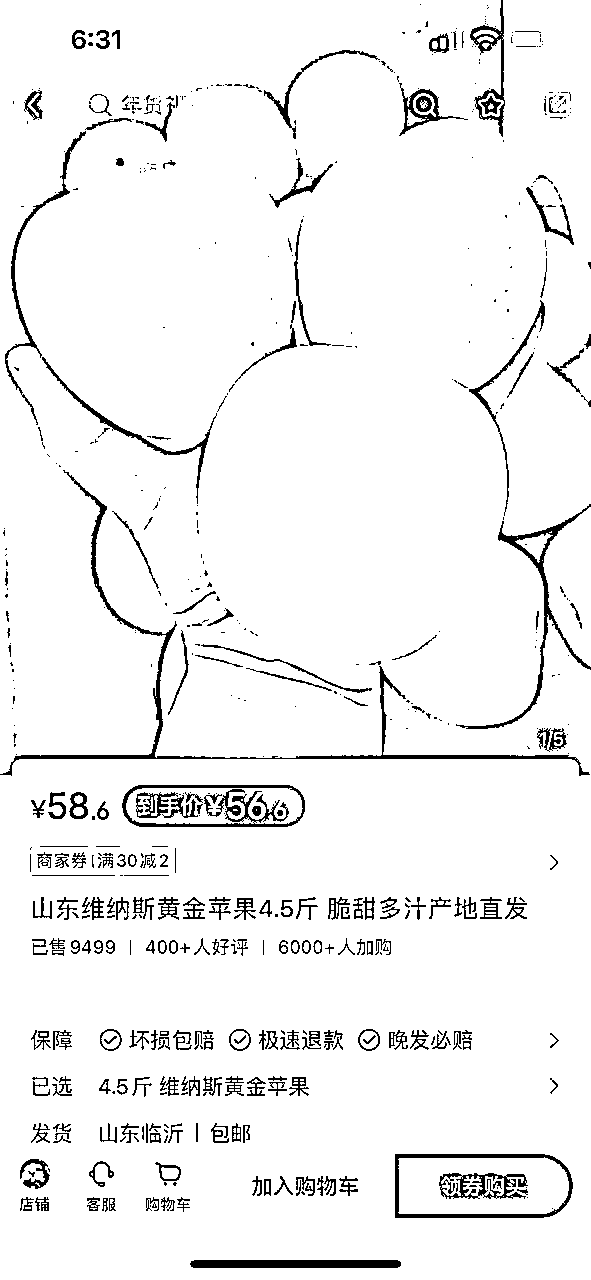 6:31
年货
1/5
¥58.6 到手价¥56.6
商家券 满30减2
山东维纳斯黄金苹果4.5斤 脆甜多汁产地直发
已售9499 | 400+人好评 | 6000+人加购
保障 坏损包赔 极速退款 晚发必赔
已选 4.5斤 维纳斯黄金苹果
发货 山东临沂 | 包邮
店铺 客服 购物车 加入购物车 领券购买